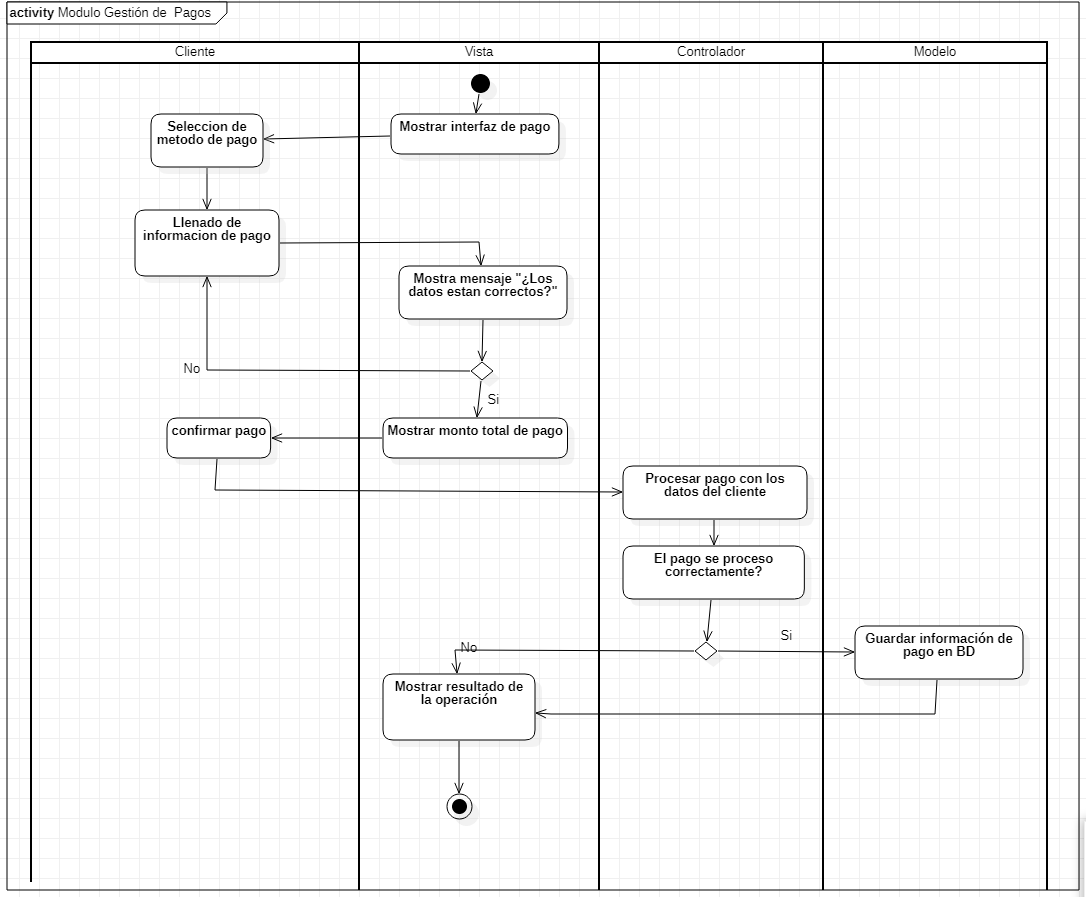 activity Modulo Gestión de  Pagos
Cliente
Vista
Controlador
Modelo
Mostrar interfaz de pago
Seleccion de
metodo de pago
Llenado de
informacion de pago
Mostra mensaje "¿Los
datos estan correctos?"
No
Si
Mostrar monto total de pago
confirmar pago
Procesar pago con los
datos del cliente
El pago se proceso
correctamente?
No
Si
Guardar información de
pago en BD
Mostrar resultado de
la operación